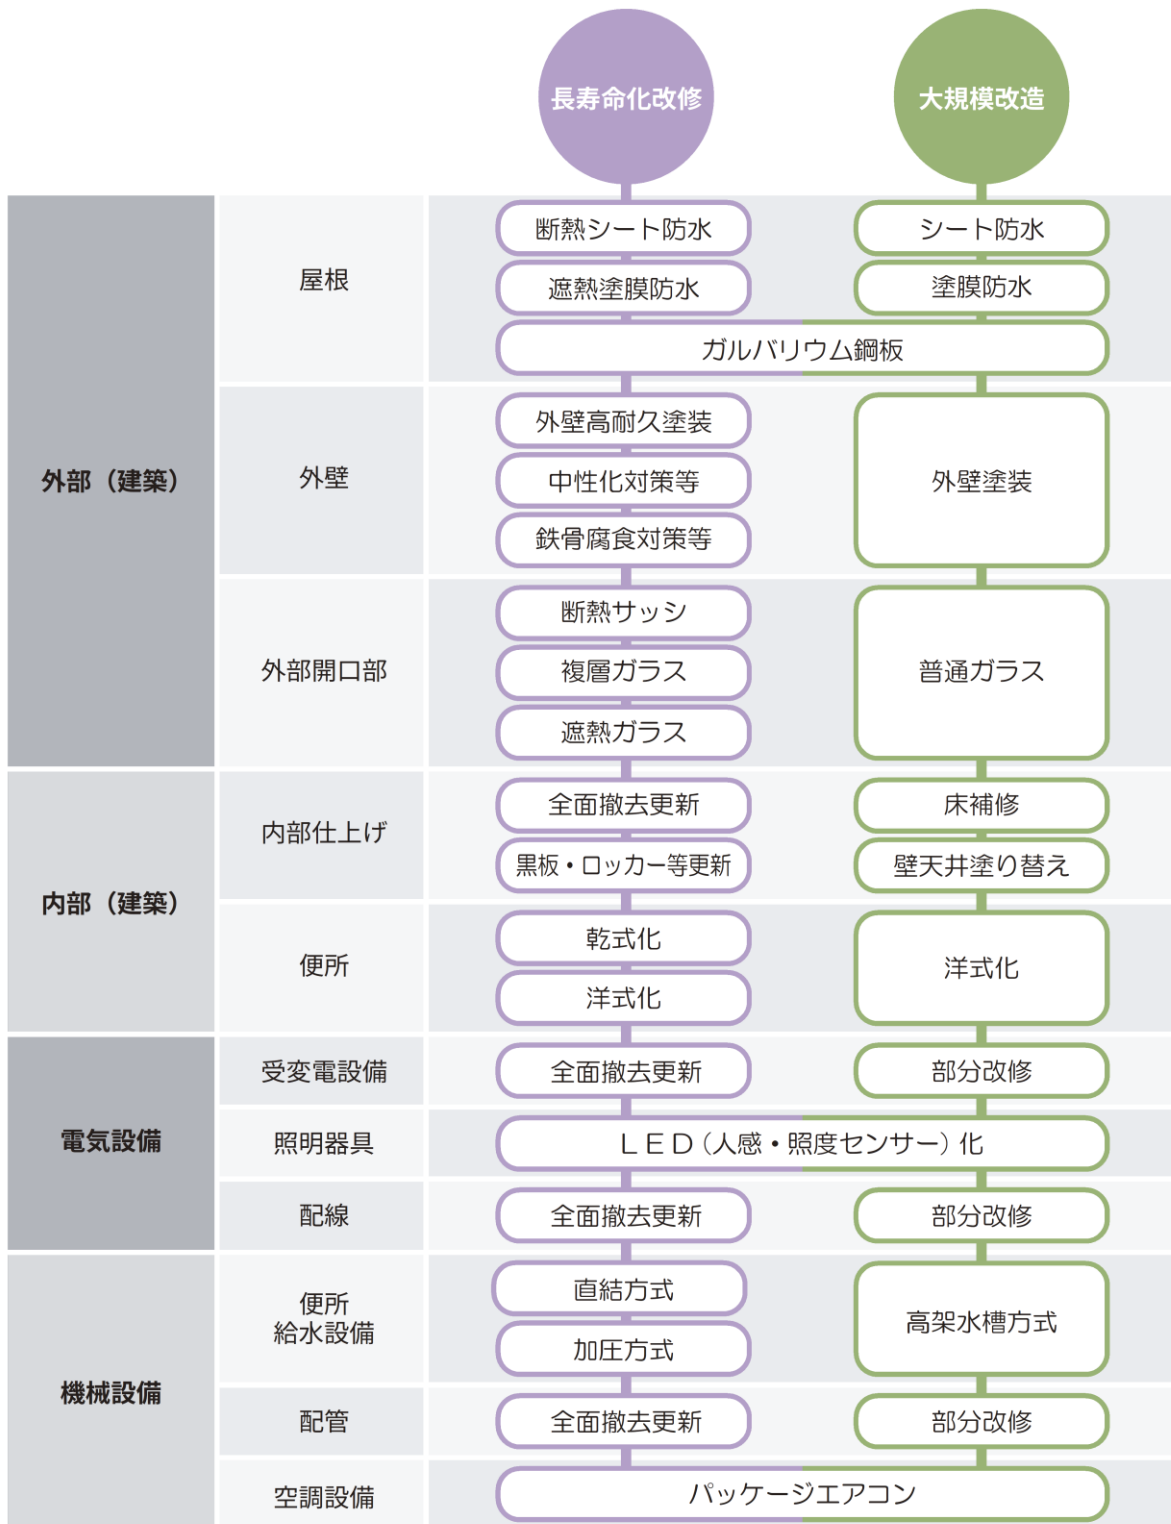 長寿命化改修
大規模改造
外部（建築）
屋根
断熱シート防水
シート防水
遮熱塗膜防水
塗膜防水
ガルバリウム鋼板
外壁
外壁高耐久塗装
中性化対策等
鉄骨腐食対策等
外壁塗装
外部開口部
断熱サッシ
複層ガラス
遮熱ガラス
普通ガラス
内部（建築）
内部仕上げ
全面撤去更新
床補修
黒板・ロッカー等更新
壁天井塗り替え
便所
乾式化
洋式化
洋式化
電気設備
受変電設備
全面撤去更新
部分改修
照明器具
ＬＥＤ（人感・照度センサー）化
配線
全面撤去更新
部分改修
機械設備
便所
給水設備
直結方式
加圧方式
高架水槽方式
配管
全面撤去更新
部分改修
空調設備
パッケージエアコン